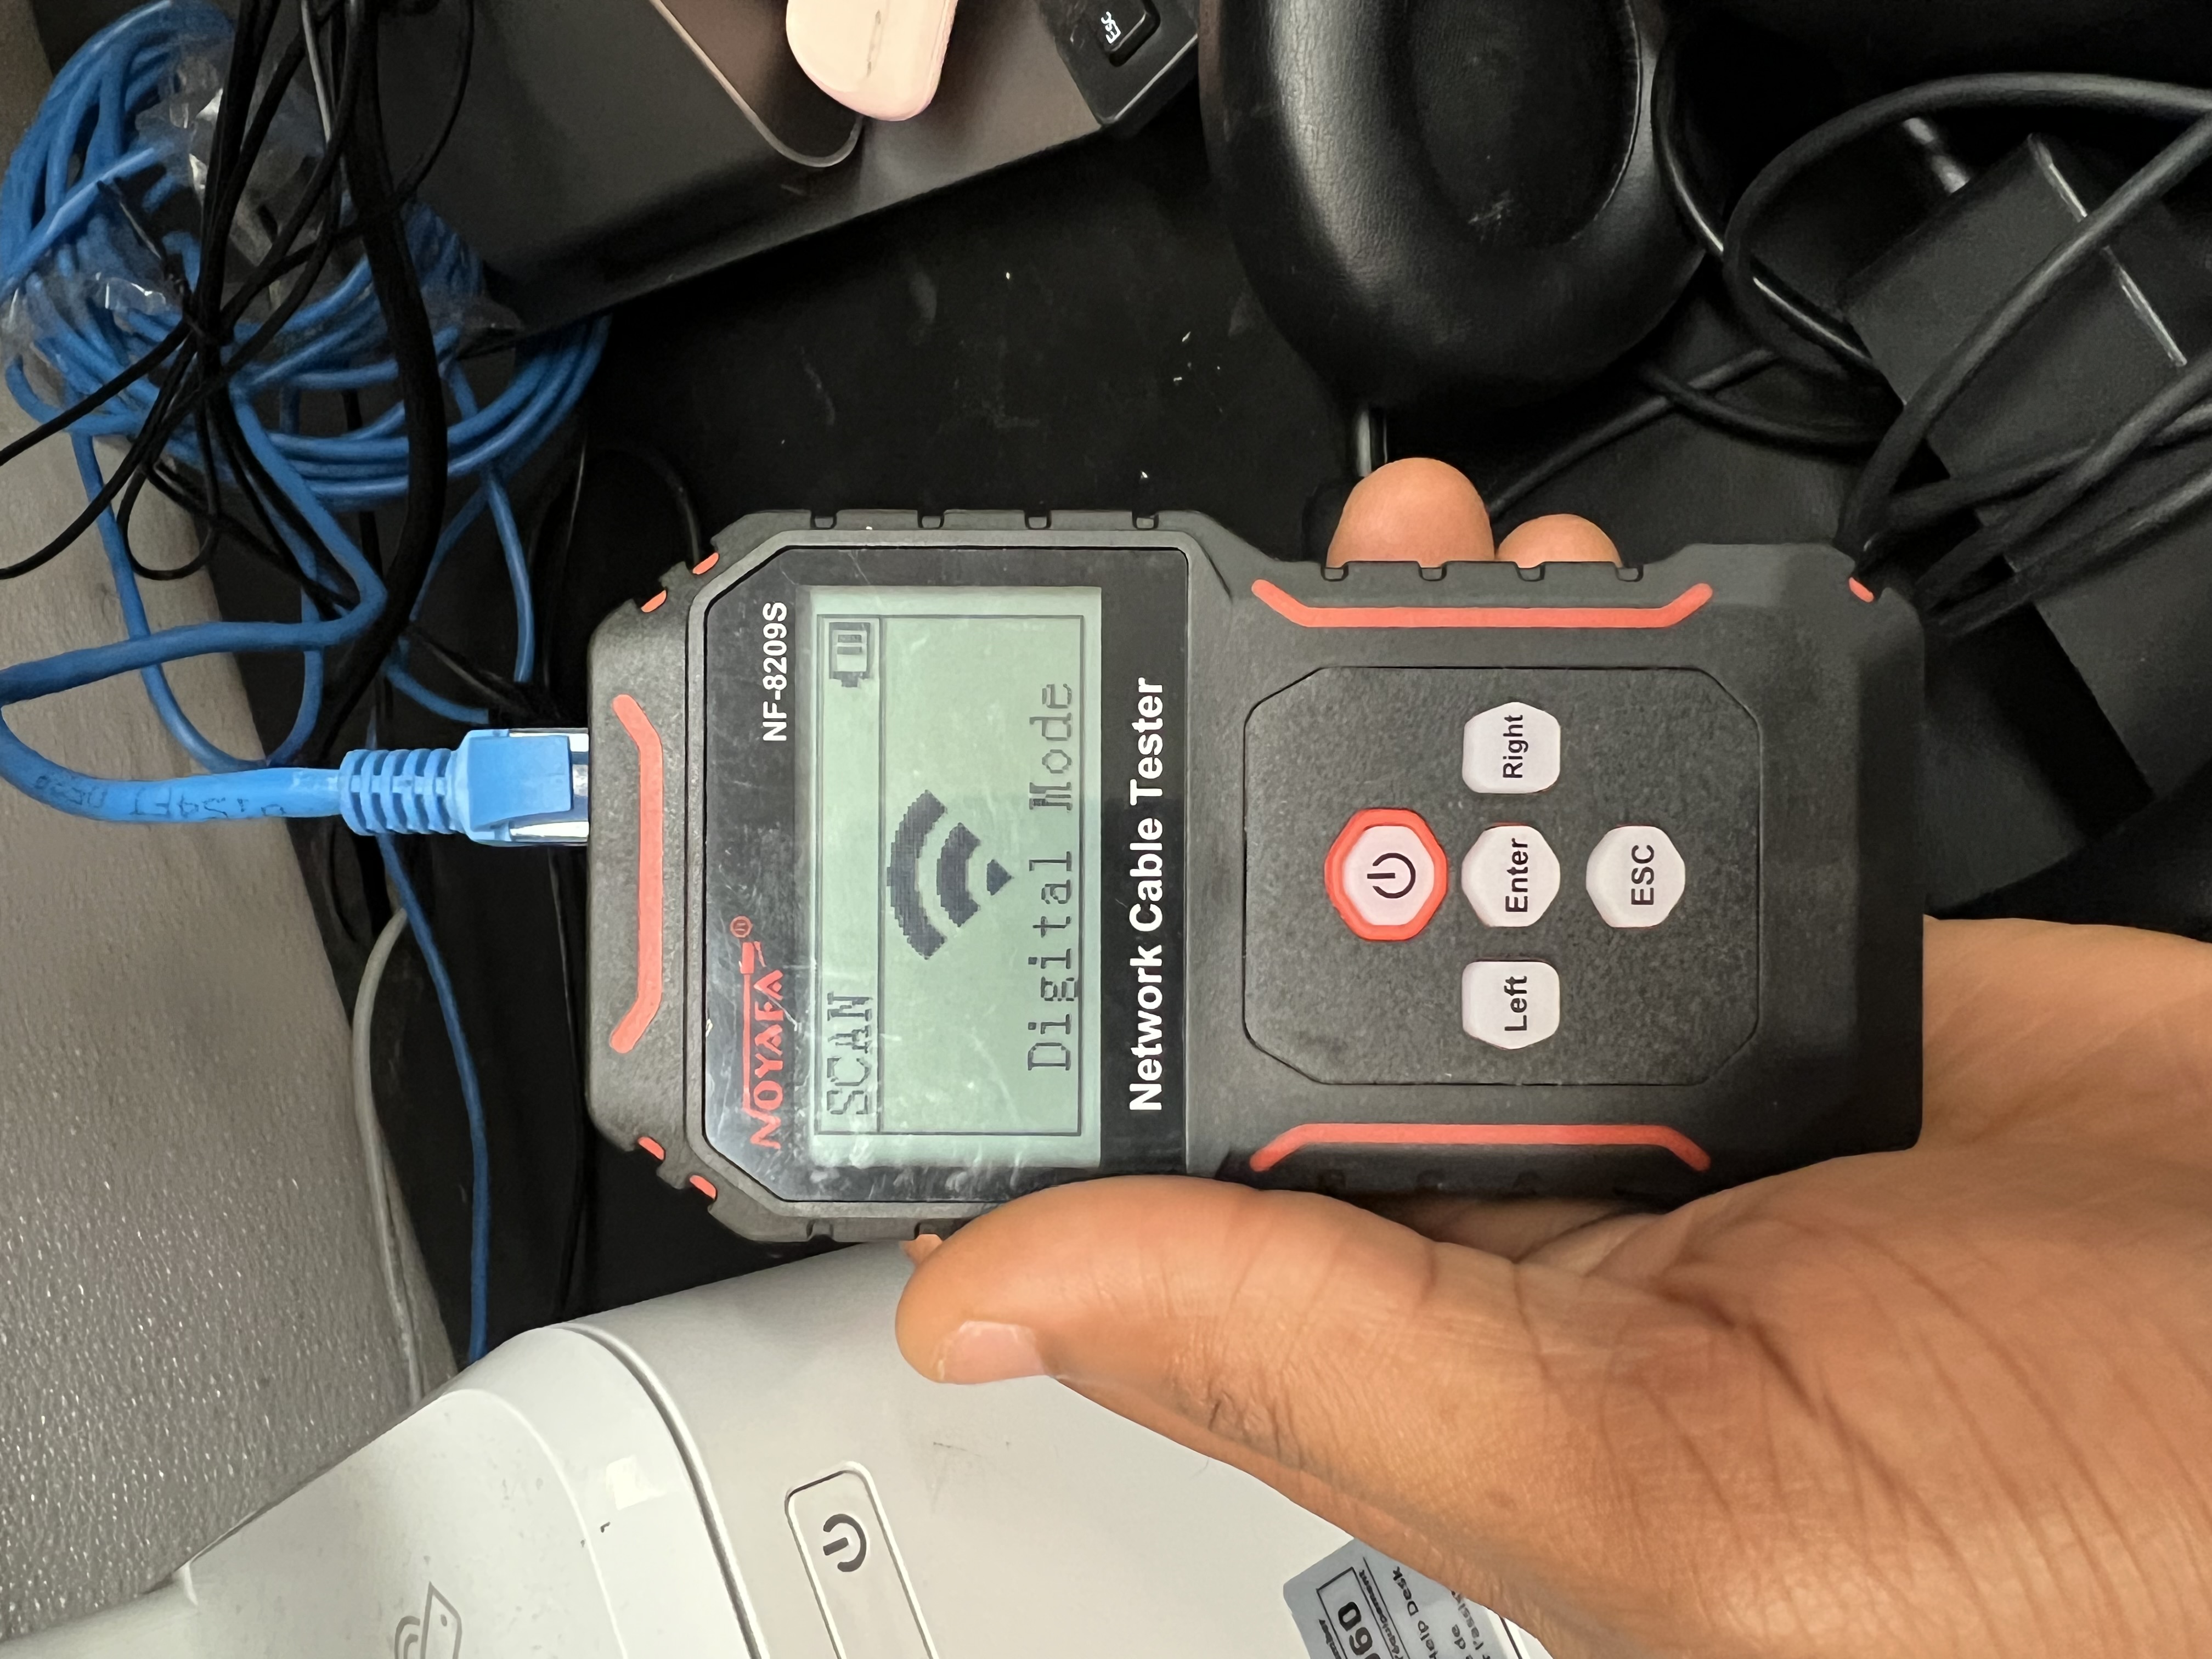 NOYAFA
NF-8209S
SCAN
Digital Mode
Network Cable Tester
Left
Enter
Right
ESC
Esc
Help Desk